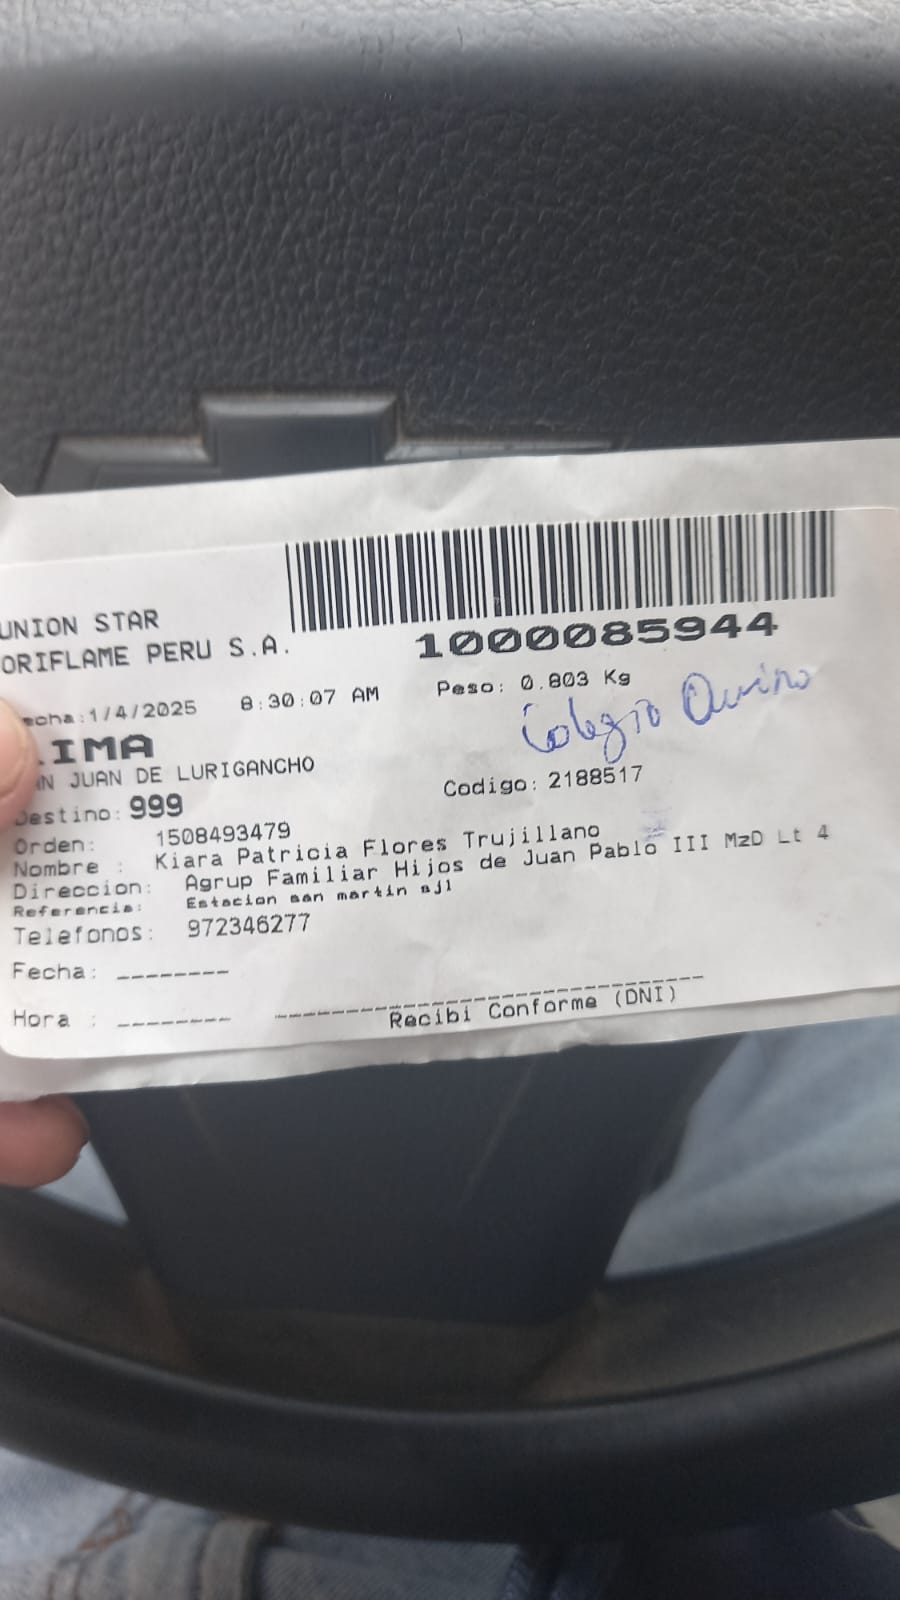 UNION STAR
ORIFLAME PERU S.A.
1000085944
echa:1/4/2025 8:30:07 AM Peso: 0.803 Kg
Colegio
IMA
N JUAN DE LURIGANCHO
Codigo: 2188517
Destino: 999
Orden: 1508493479
Nombre : Kiara Patricia Flores Trujillano
Direccion: Agrup Familiar Hijos de Juan Pablo III MzD Lt 4
Referencia: Estacion san martin sjl
Telefonos: 972346277
Fecha: --------
Hora : --------
Recibi Conforme (DNI)